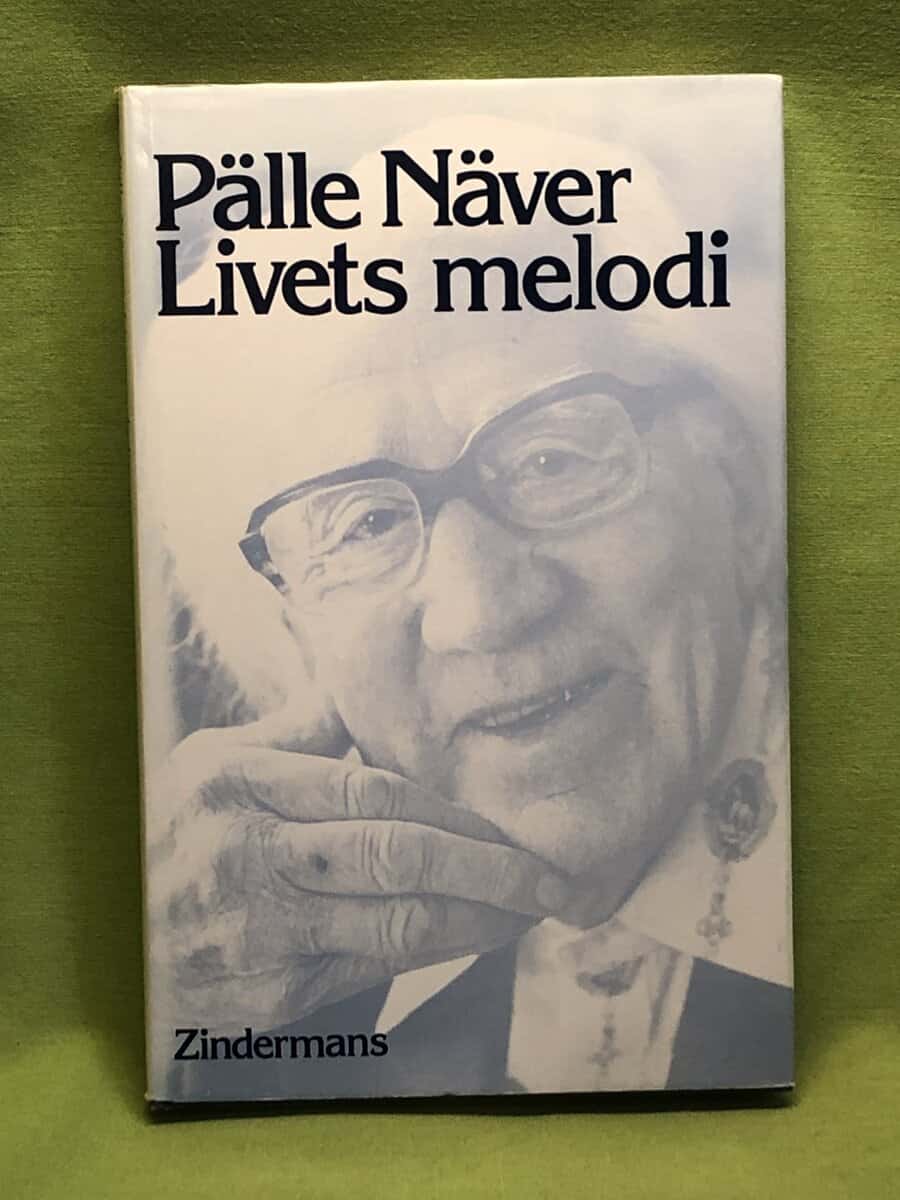 Pälle Näver
Livets melodi
Zindermans